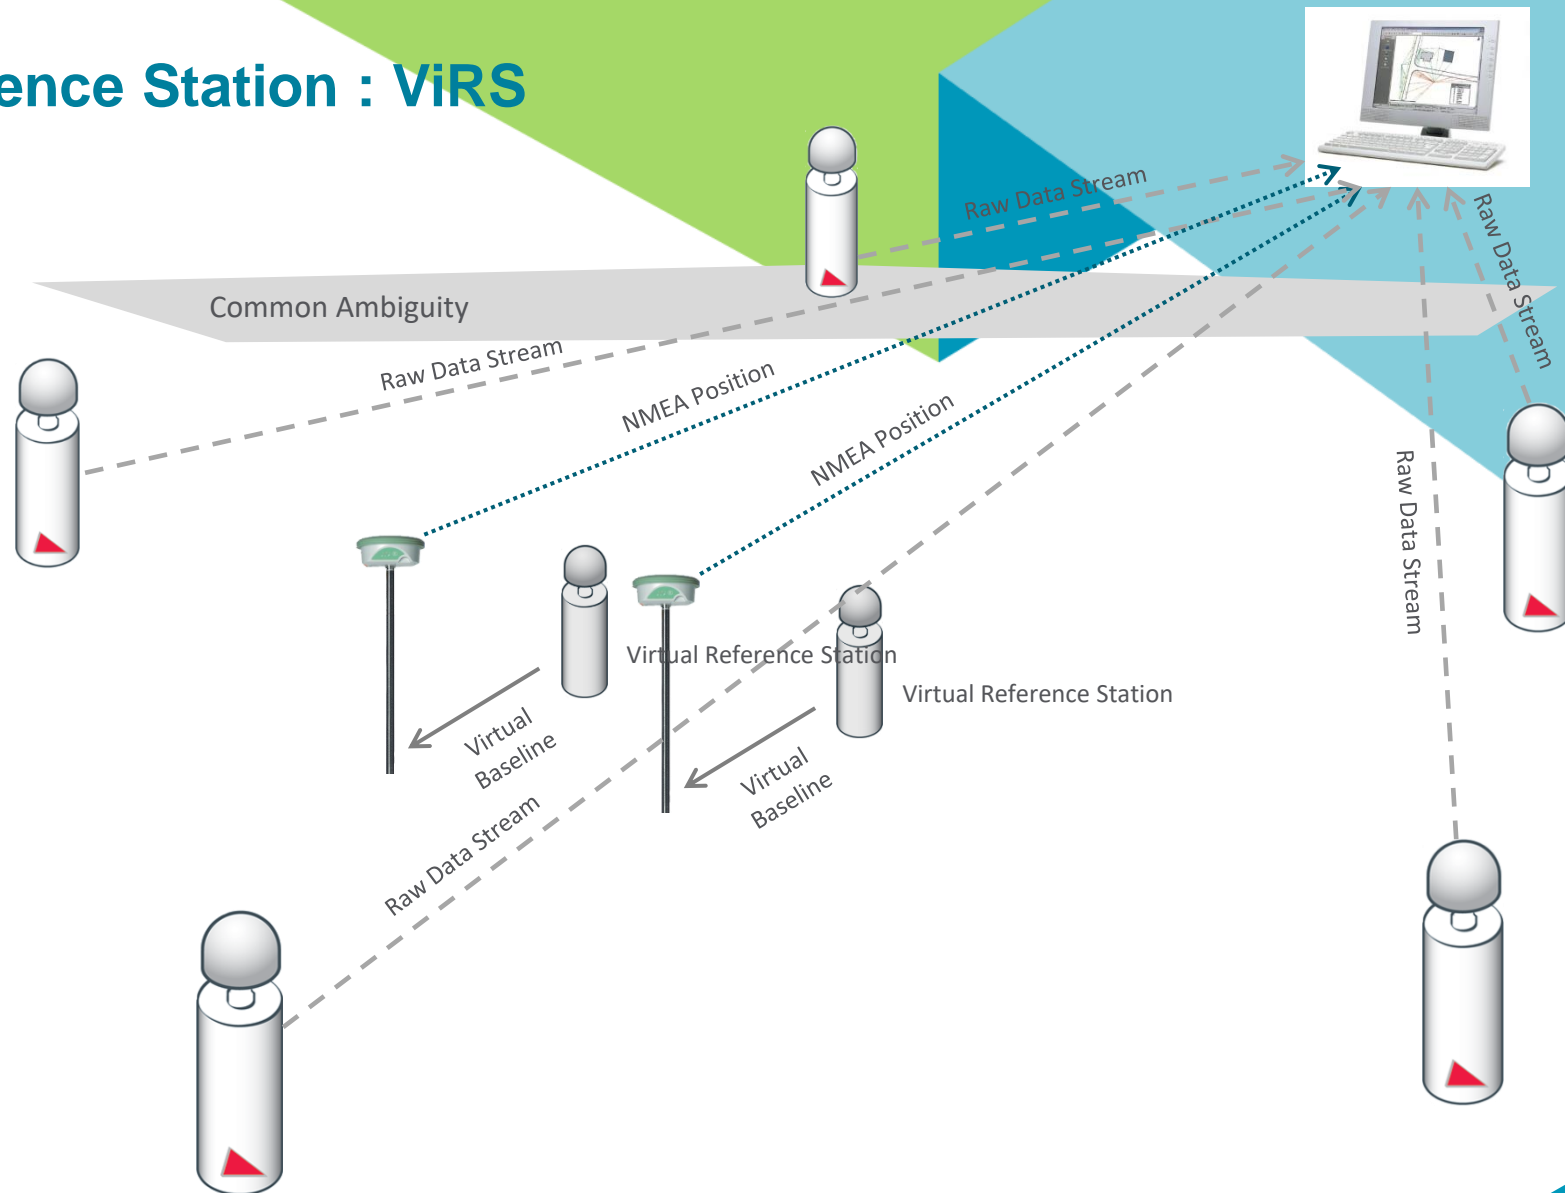 ence Station : ViRS
Raw Data Stream
Raw Data Stream
Common Ambiguity
Raw Data Stream
NMEA Position
NMEA Position
Raw Data Stream
Virtual Reference Station
Virtual Reference Station
Virtual
Baseline
Virtual
Baseline
Raw Data Stream